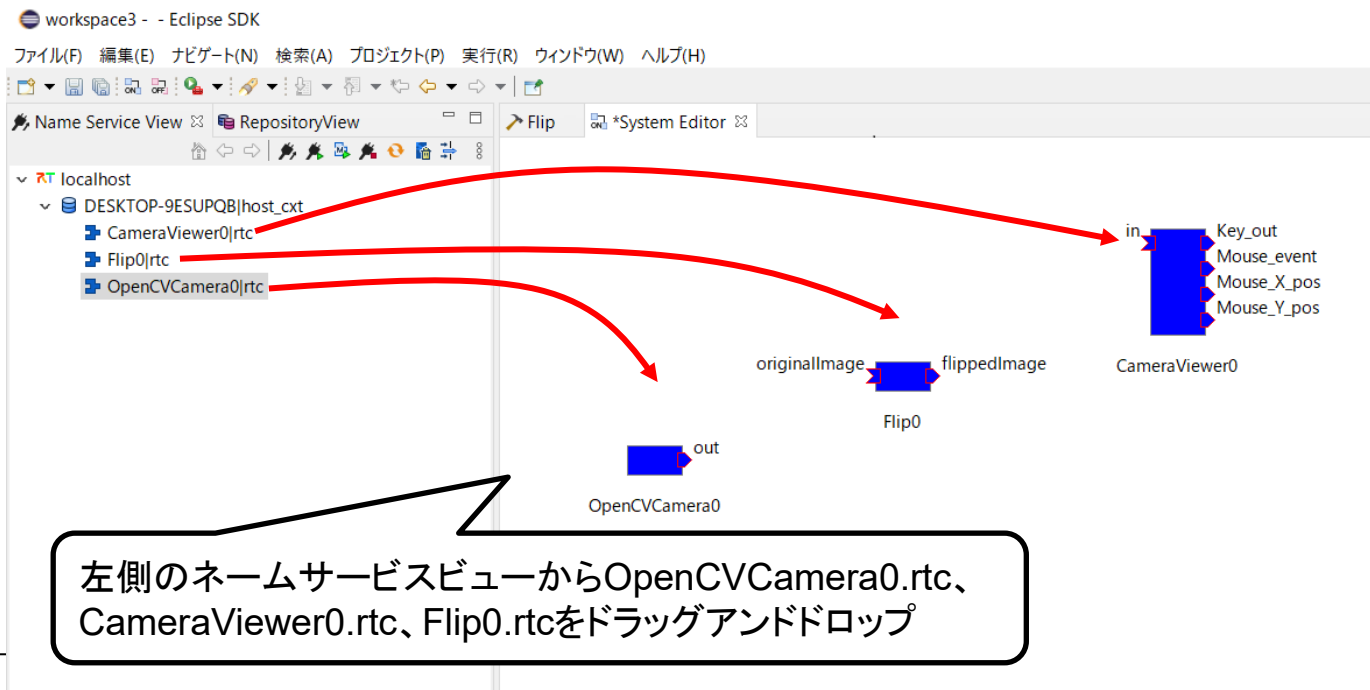 workspace3 - - Eclipse SDK
ファイル(F) 編集(E) ナビゲート(N) 検索(A) プロジェクト(P) 実行(R) ウィンドウ(W) ヘルプ(H)
ON OFF
Name Service View RepositoryView
Flip *System Editor
RT localhost
DESKTOP-9ESUPQB|host_cxt
CameraViewer0|rtc
Flip0|rtc
OpenCVCamera0|rtc
in Key_out
Mouse_event
Mouse_X_pos
Mouse_Y_pos
CameraViewer0
originalImage flippedImage
Flip0
out
OpenCVCamera0
左側のネームサービスビューからOpenCVCamera0.rtc、
CameraViewer0.rtc、Flip0.rtcをドラッグアンドドロップ